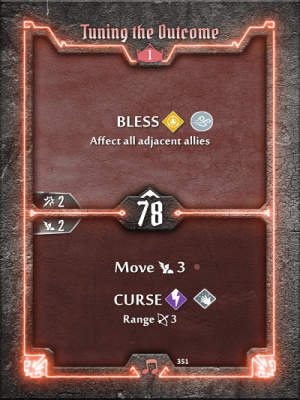 Tuning the Outcome
1
BLESS
Affect all adjacent allies
2
78
2
Move 3
CURSE
Range 3
351